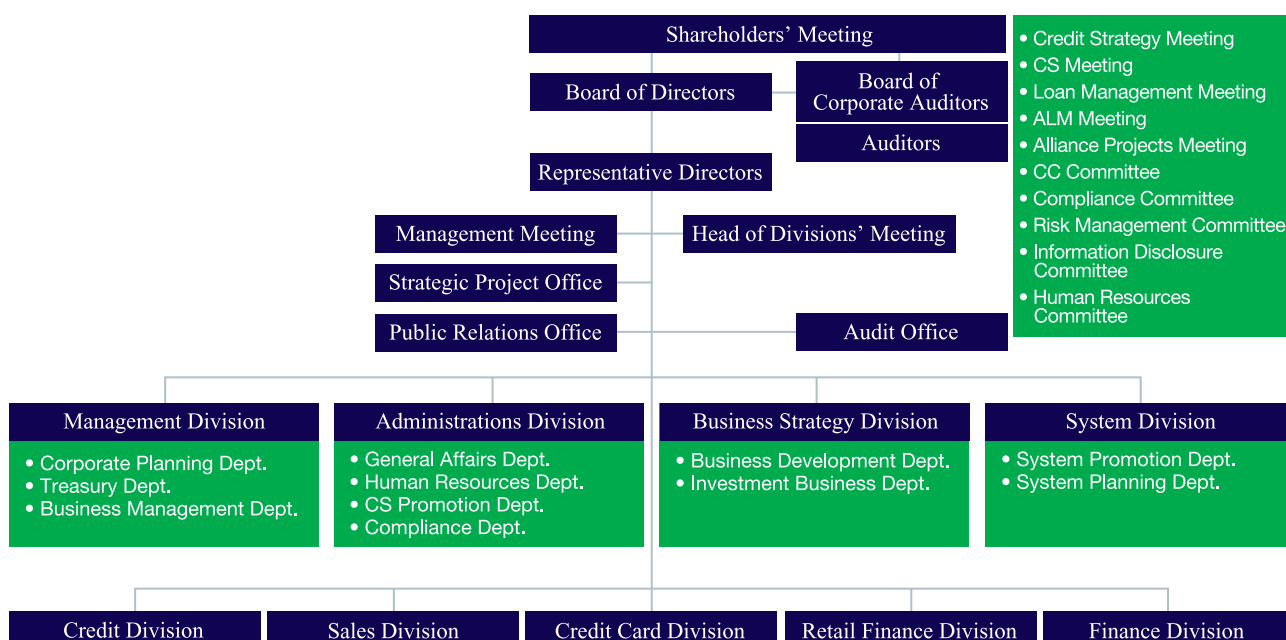 Shareholders’ Meeting
Board of Directors
Board of
Corporate Auditors
Auditors
Representative Directors
Management Meeting
Head of Divisions’ Meeting
Strategic Project Office
Public Relations Office
Audit Office
• Credit Strategy Meeting
• CS Meeting
• Loan Management Meeting
• ALM Meeting
• Alliance Projects Meeting
• CC Committee
• Compliance Committee
• Risk Management Committee
• Information Disclosure
Committee
• Human Resources
Committee
Management Division
• Corporate Planning Dept.
• Treasury Dept.
• Business Management Dept.
Administrations Division
• General Affairs Dept.
• Human Resources Dept.
• CS Promotion Dept.
• Compliance Dept.
Business Strategy Division
• Business Development Dept.
• Investment Business Dept.
System Division
• System Promotion Dept.
• System Planning Dept.
Credit Division
Sales Division
Credit Card Division
Retail Finance Division
Finance Division